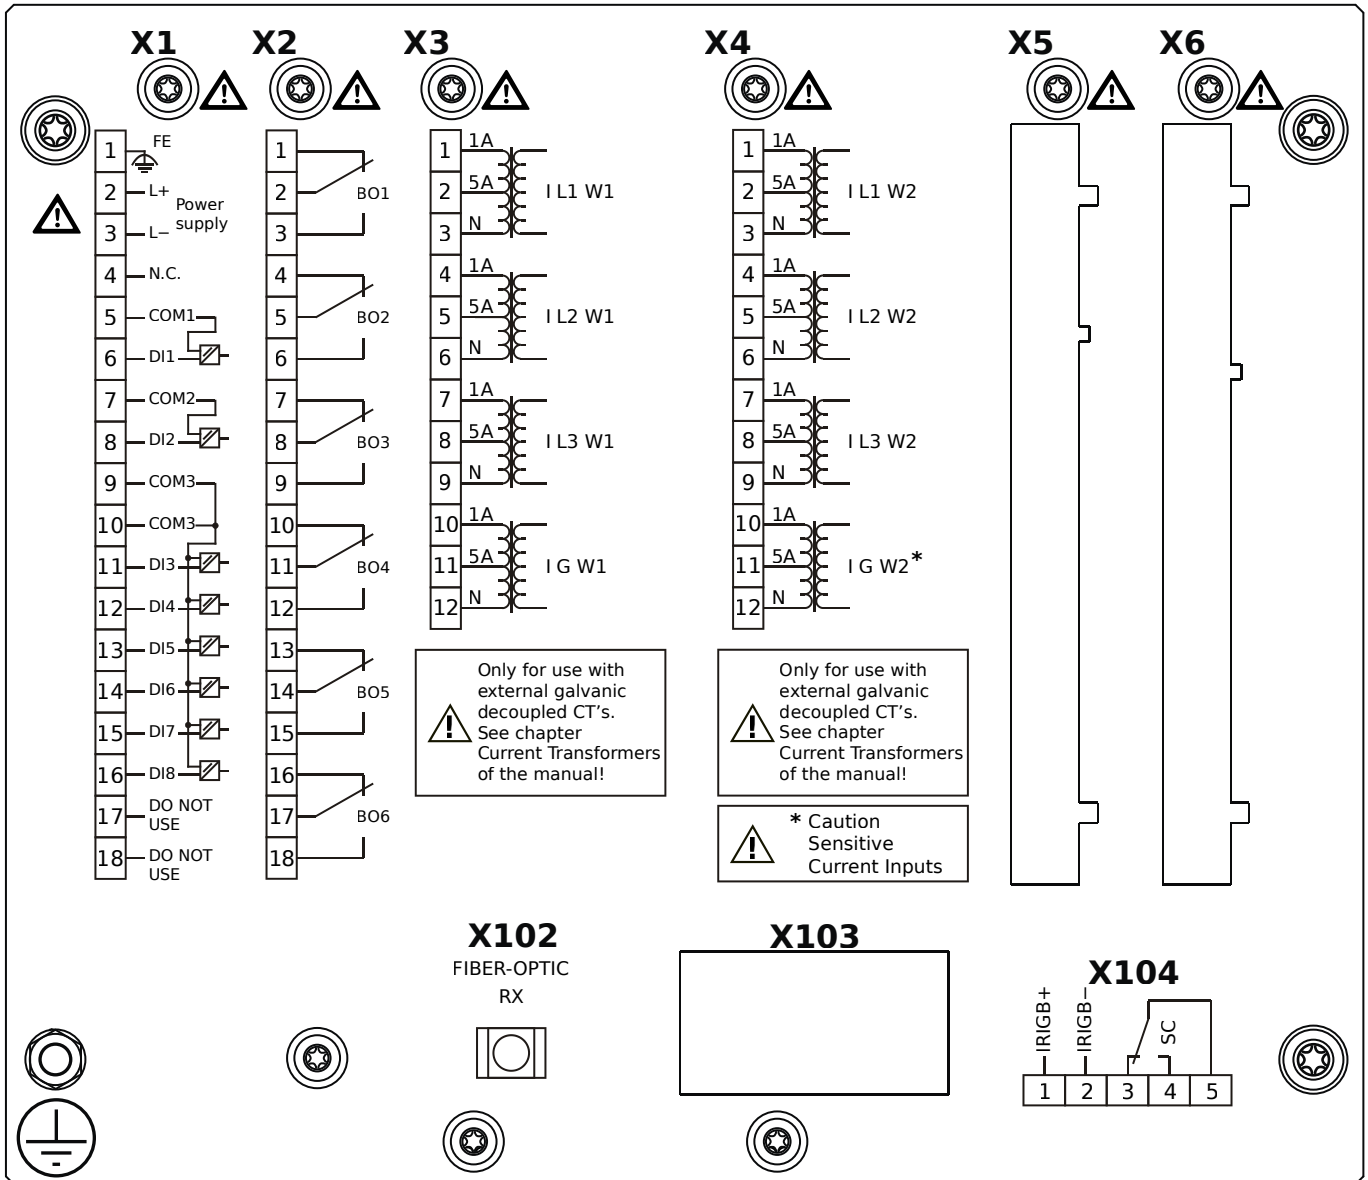 X1 X2 X3 X4 X5 X6
1 FE
2 L+
Power
supply
3 L−
4 N.C.
5 COM1
6 DI1
7 COM2
8 DI2
9 COM3
10 COM3
11 DI3
12 DI4
13 DI5
14 DI6
15 DI7
16 DI8
17 DO NOT
USE
18 DO NOT
USE
1
2 BO1
3
4
5 BO2
6
7
8 BO3
9
10
11 BO4
12
13
14 BO5
15
16
17 BO6
18
1 1A
2 5A I L1 W1
3 N
4 1A
5 5A I L2 W1
6 N
7 1A
8 5A I L3 W1
9 N
10 1A
11 5A I G W1
12 N
Only for use with
external galvanic
decoupled CT's.
See chapter
Current Transformers
of the manual!
1 1A
2 5A I L1 W2
3 N
4 1A
5 5A I L2 W2
6 N
7 1A
8 5A I L3 W2
9 N
10 1A
11 5A I G W2*
12 N
Only for use with
external galvanic
decoupled CT's.
See chapter
Current Transformers
of the manual!
* Caution
Sensitive
Current Inputs
X102
FIBER-OPTIC
RX
X103
X104
IRIGB+
IRIGB−
SC
1 2 3 4 5